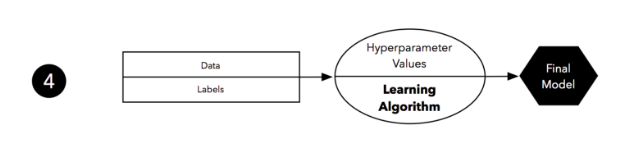 4
Data
Labels
Hyperparameter
Values
Learning
Algorithm
Final
Model